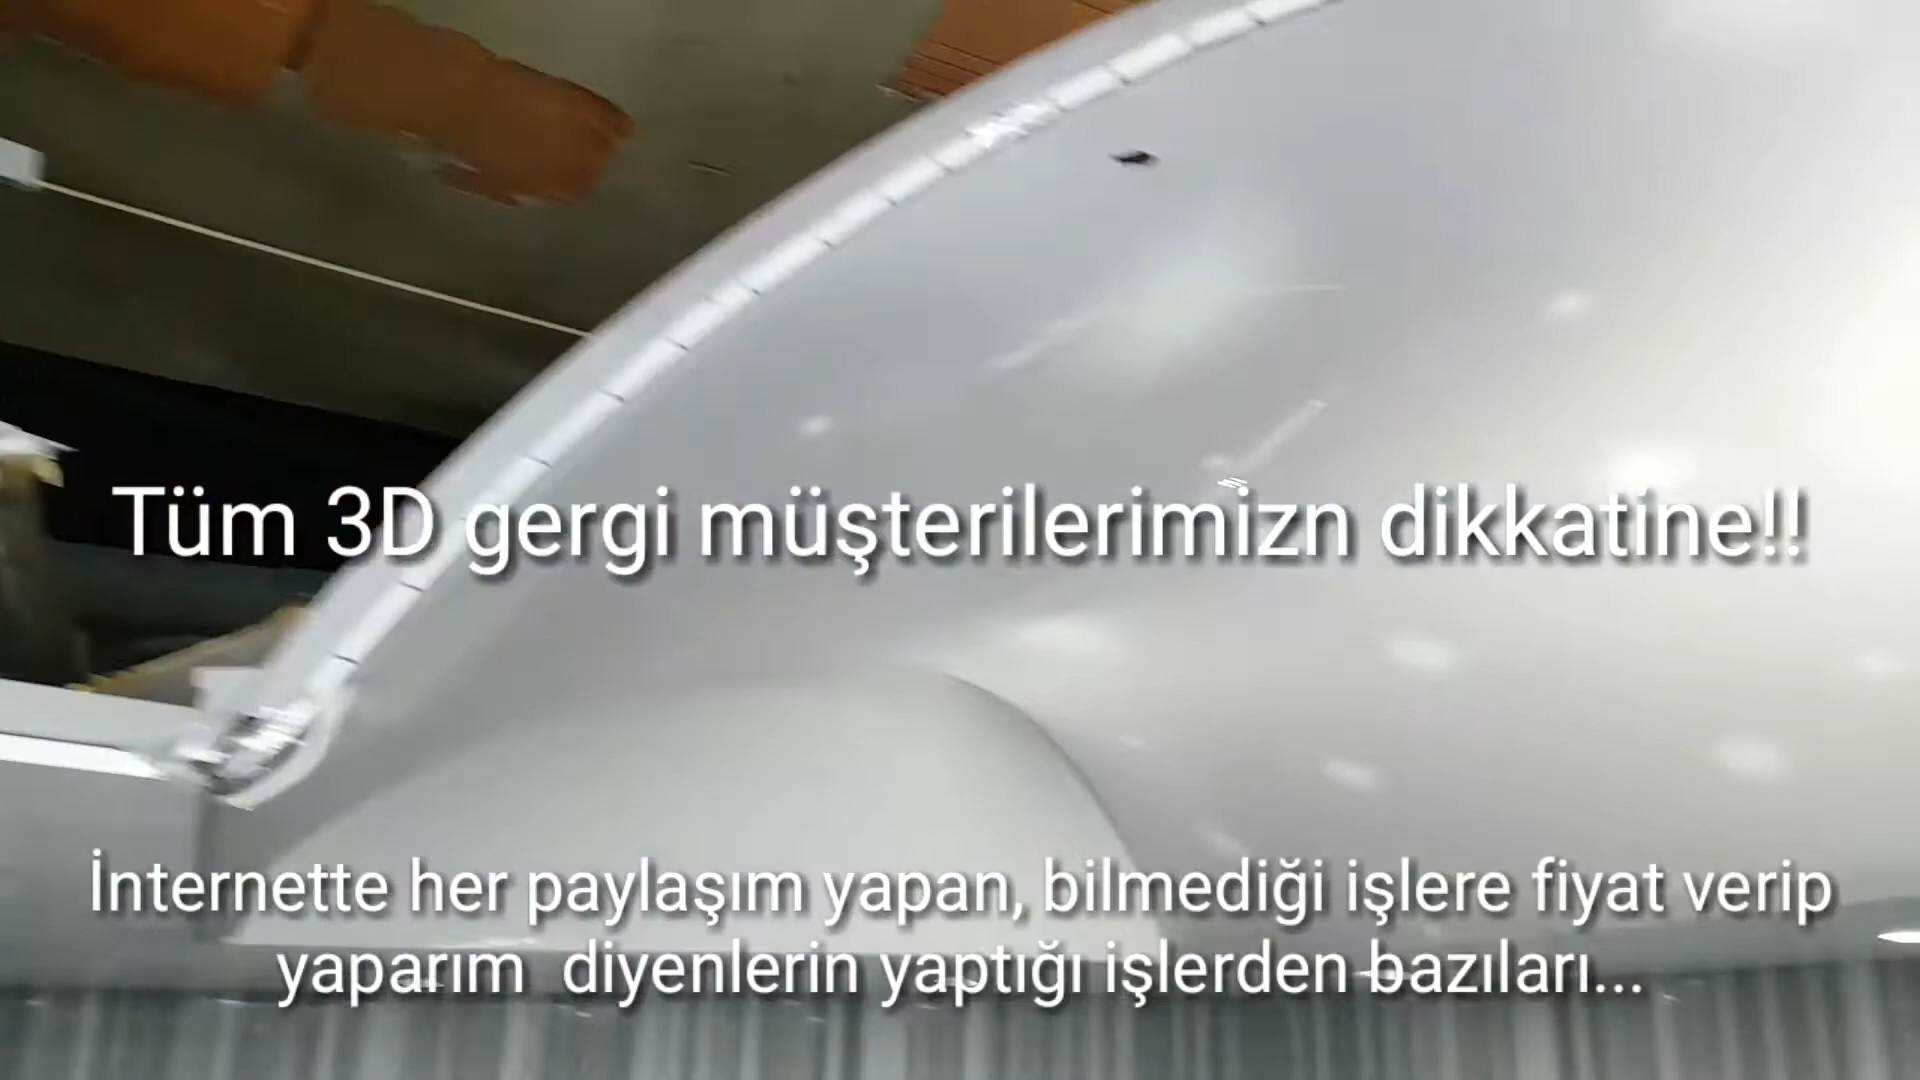 Tüm 3D gergi müşterilerimizn dikkatine!!
İnternette her paylaşım yapan, bilmediği işlere fiyat verip
yaparım diyenlerin yaptığı işlerden bazıları...